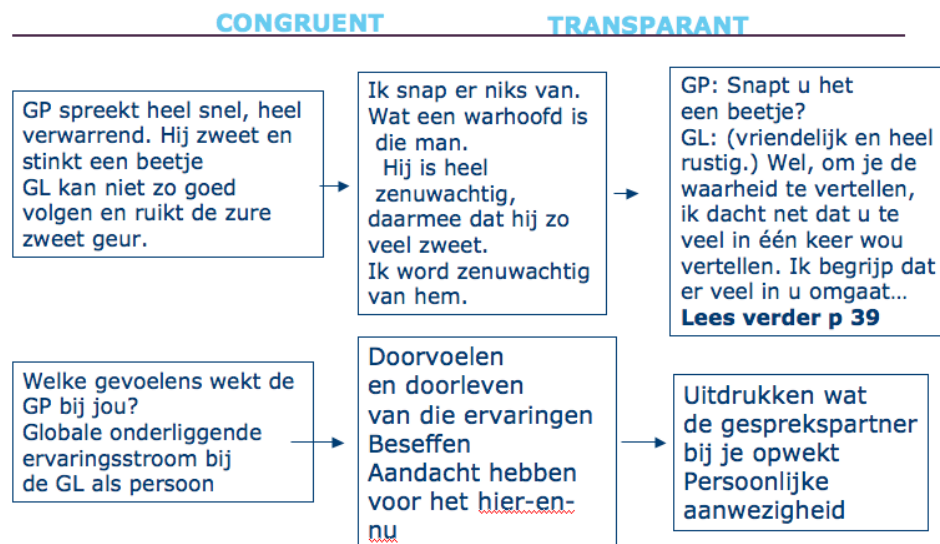 CONGRUENT
TRANSPARANT
GP spreekt heel snel, heel
verwarrend. Hij zweet en
stinkt een beetje
GL kan niet zo goed
volgen en ruikt de zure
zweet geur.
Ik snap er niks van.
Wat een warhoofd is
die man.
Hij is heel
zenuwachtig,
daarmee dat hij zo
veel zweet.
Ik word zenuwachtig
van hem.
GP: Snapt u het
een beetje?
GL: (vriendelijk en heel
rustig.) Wel, om je de
waarheid te vertellen,
ik dacht net dat u te
veel in één keer wou
vertellen. Ik begrijp dat
er veel in u omgaat...
Lees verder p 39
Welke gevoelens wekt de
GP bij jou?
Globale onderliggende
ervaringsstroom bij
de GL als persoon
Doorvoelen
en doorleven
van die ervaringen
Beseffen
Aandacht hebben
voor het hier-en-
nu
Uitdrukken wat
de gesprekspartner
bij je opwekt
Persoonlijke
aanwezigheid